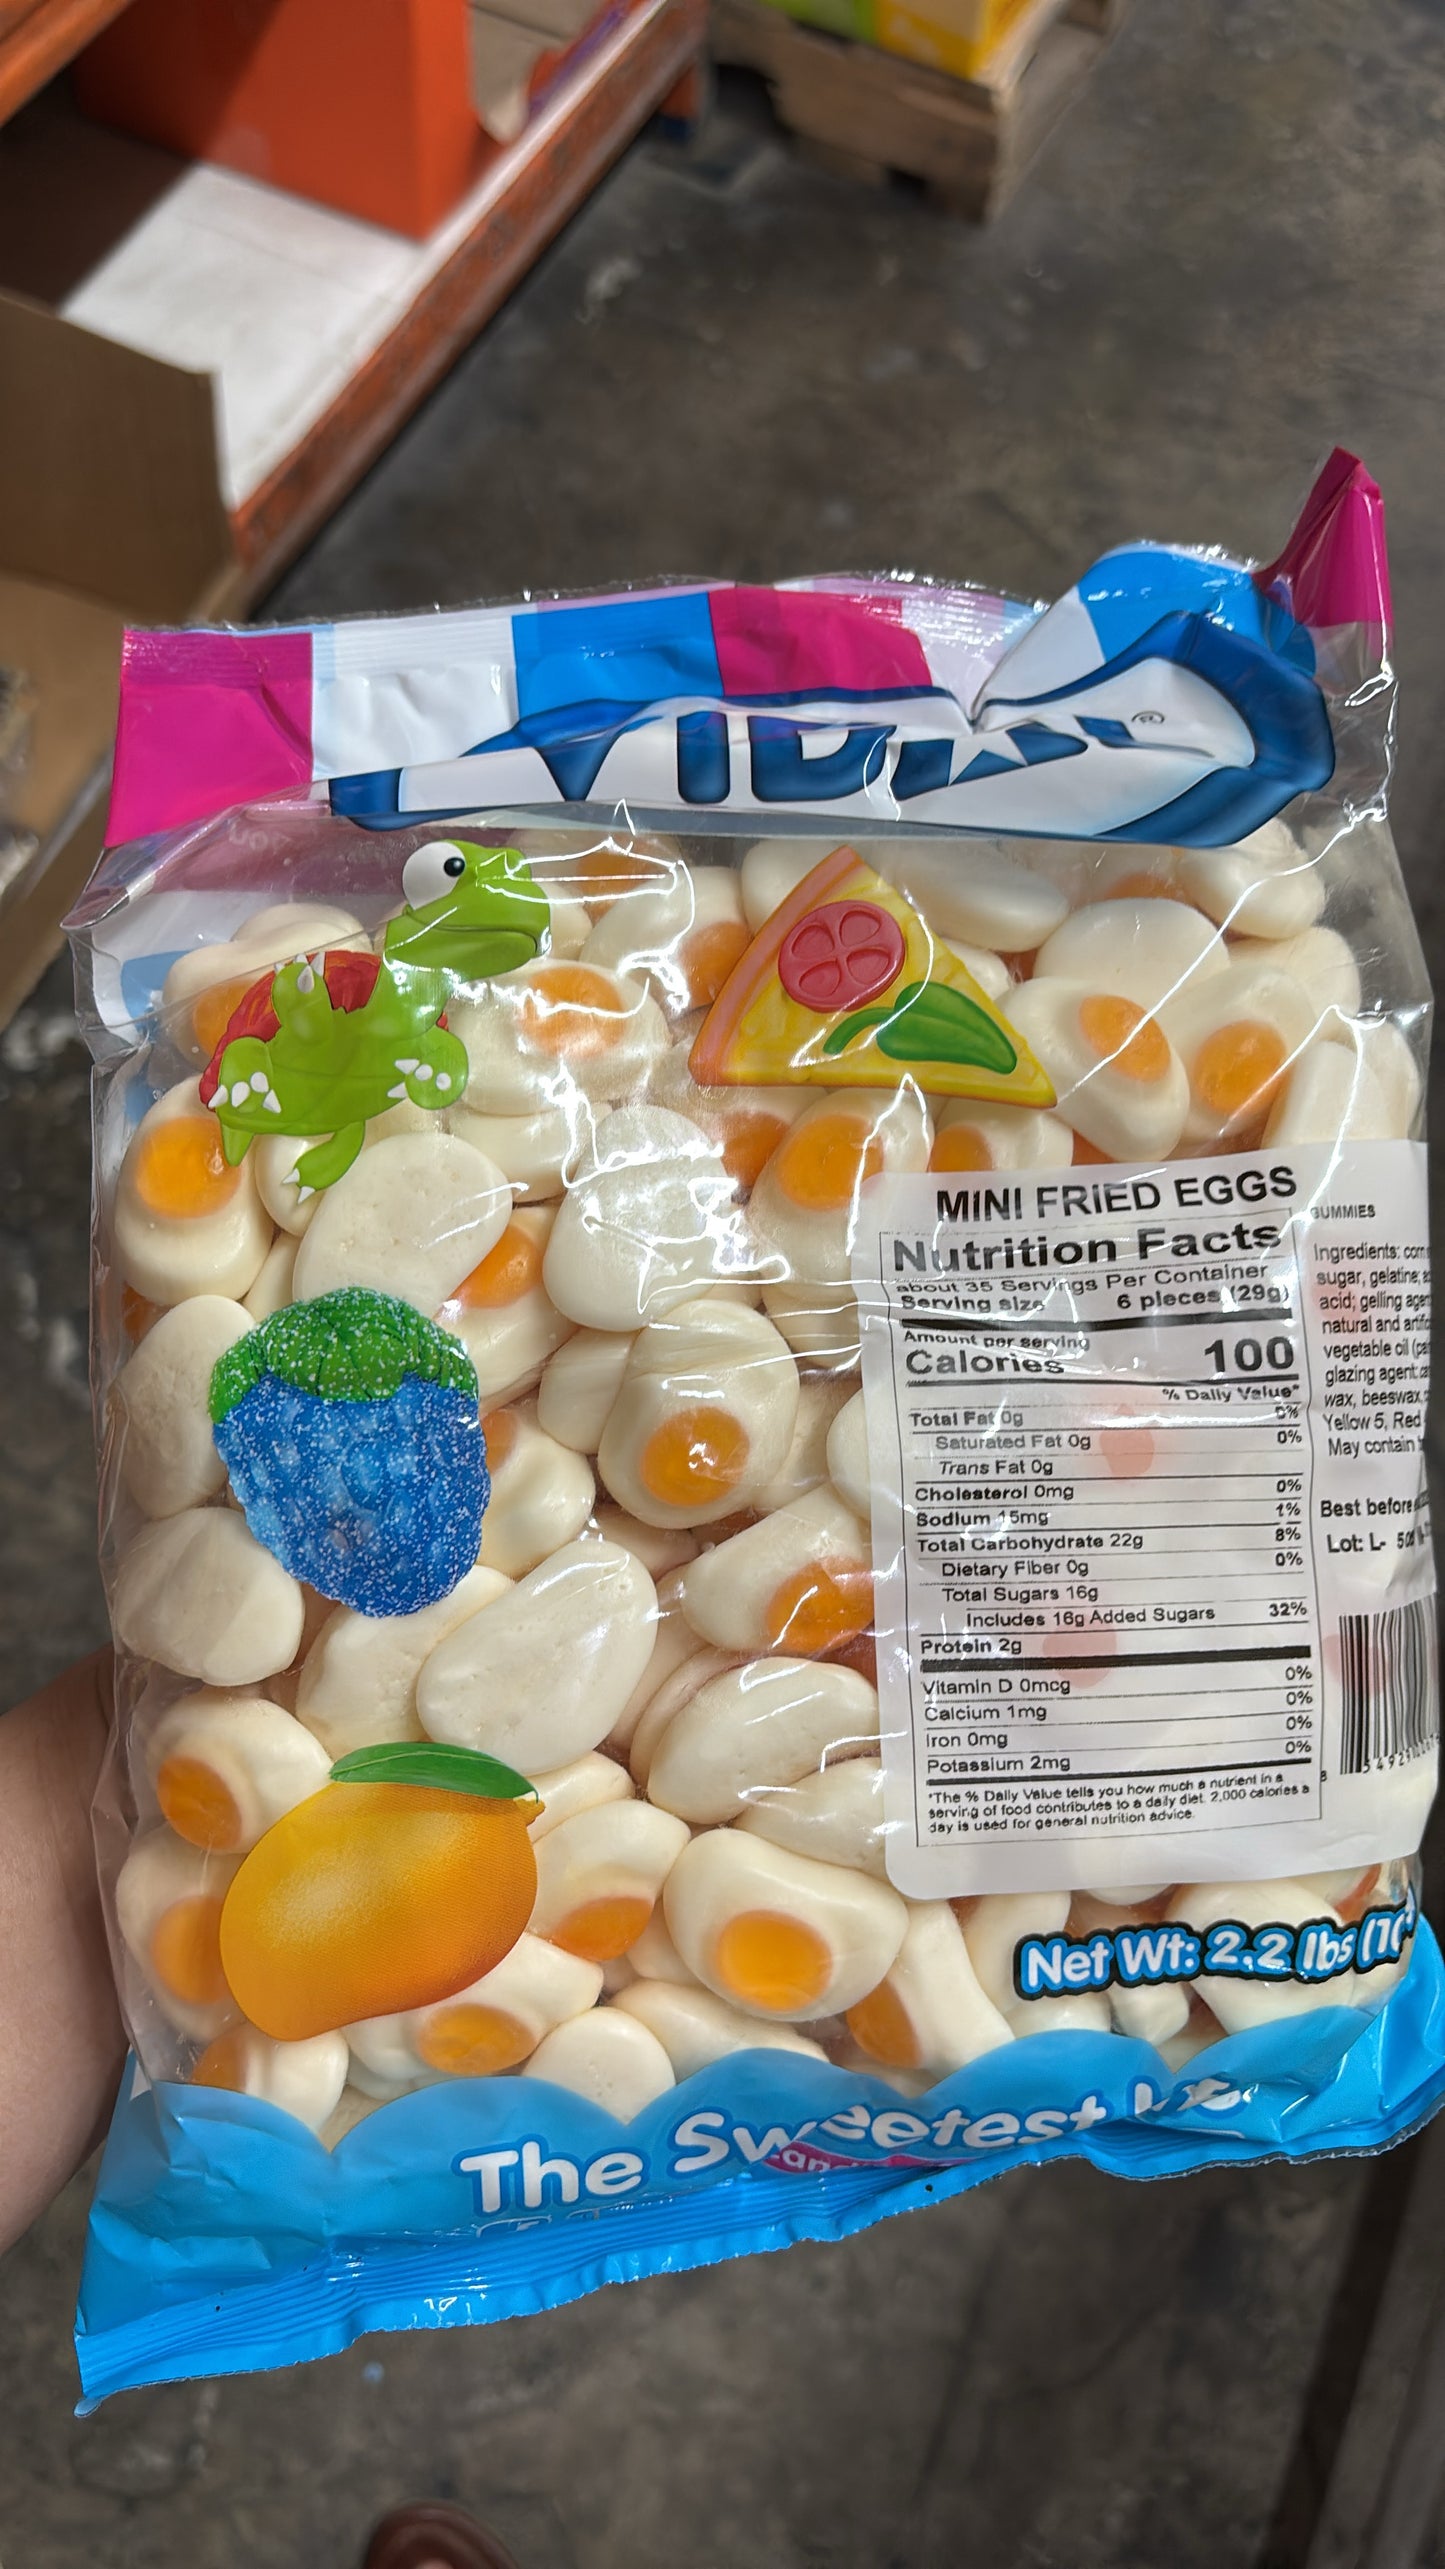 VIDAL®
MINI FRIED EGGS
GUMMIES
Nutrition Facts
about 35 Servings Per Container
Serving size 6 pieces (29g)
Amount per serving
Calories 100
% Daily Value*
Total Fat 0g 0%
Saturated Fat 0g 0%
Trans Fat 0g
Cholesterol 0mg 0%
Sodium 15mg 1%
Total Carbohydrate 22g 8%
Dietary Fiber 0g 0%
Total Sugars 16g
Includes 16g Added Sugars 32%
Protein 2g
Vitamin D 0mcg 0%
Calcium 1mg 0%
Iron 0mg 0%
Potassium 2mg 0%
*The % Daily Value tells you how much a nutrient in a
serving of food contributes to a daily diet. 2,000 calories a
day is used for general nutrition advice.
Ingredients:
sugar, gelatine,
acid; gelling
natural and
vegetable oil
glazing agent:
wax, beeswax,
Yellow 5, Red
May contain
Best before
Lot: L-
Net Wt: 2.2 lbs
The Sweetest